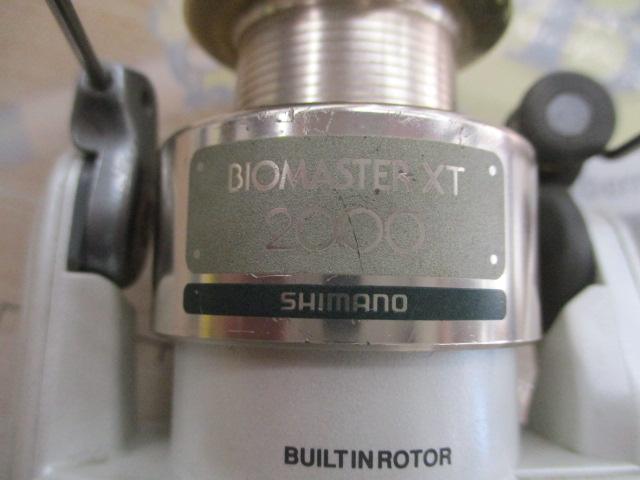 BIOMASTER XT
2000
SHIMANO
BUILT IN ROTOR